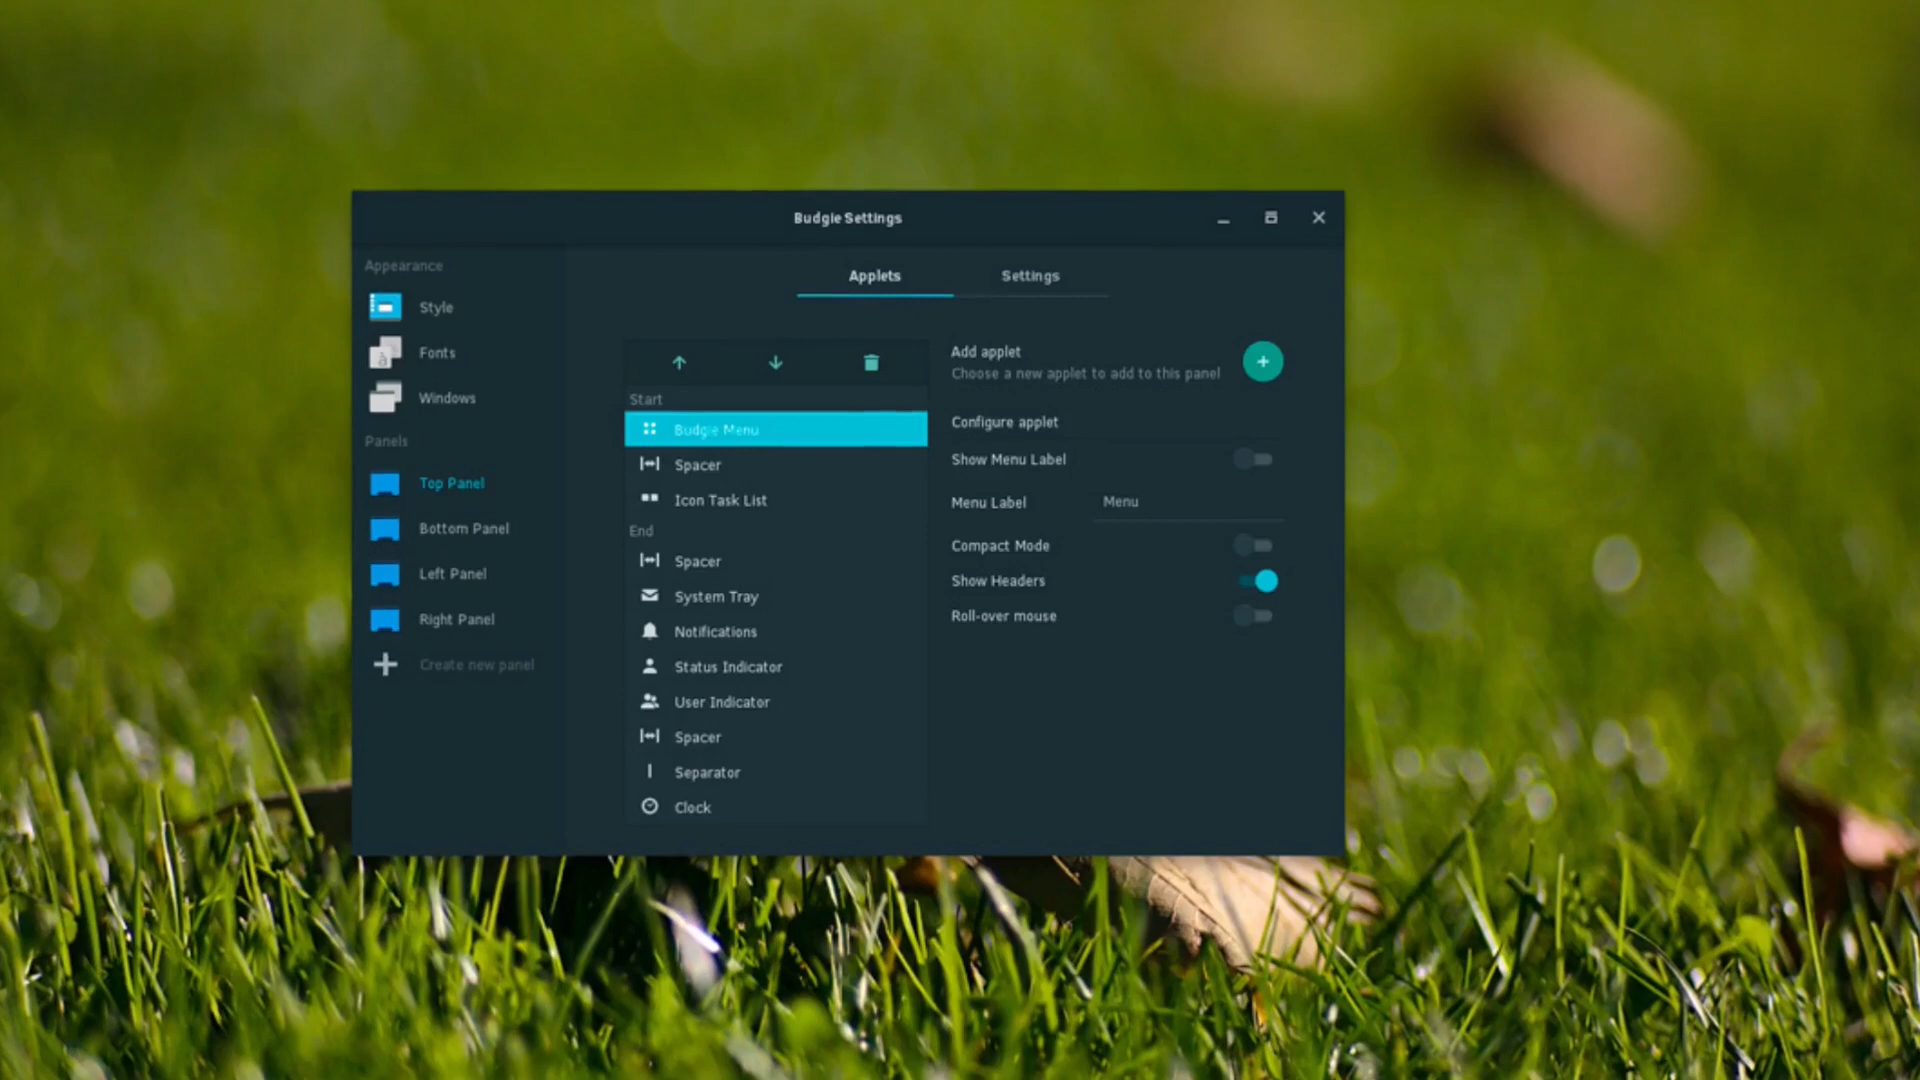 Budgie Settings
Appearance
Style
Fonts
Windows
Panels
Top Panel
Bottom Panel
Left Panel
Right Panel
Create new panel
Applets
Settings
Start
Budgie Menu
Spacer
Icon Task List
End
Spacer
System Tray
Notifications
Status Indicator
User Indicator
Spacer
Separator
Clock
Add applet
Choose a new applet to add to this panel
Configure applet
Show Menu Label
Menu Label
Menu
Compact Mode
Show Headers
Roll-over mouse